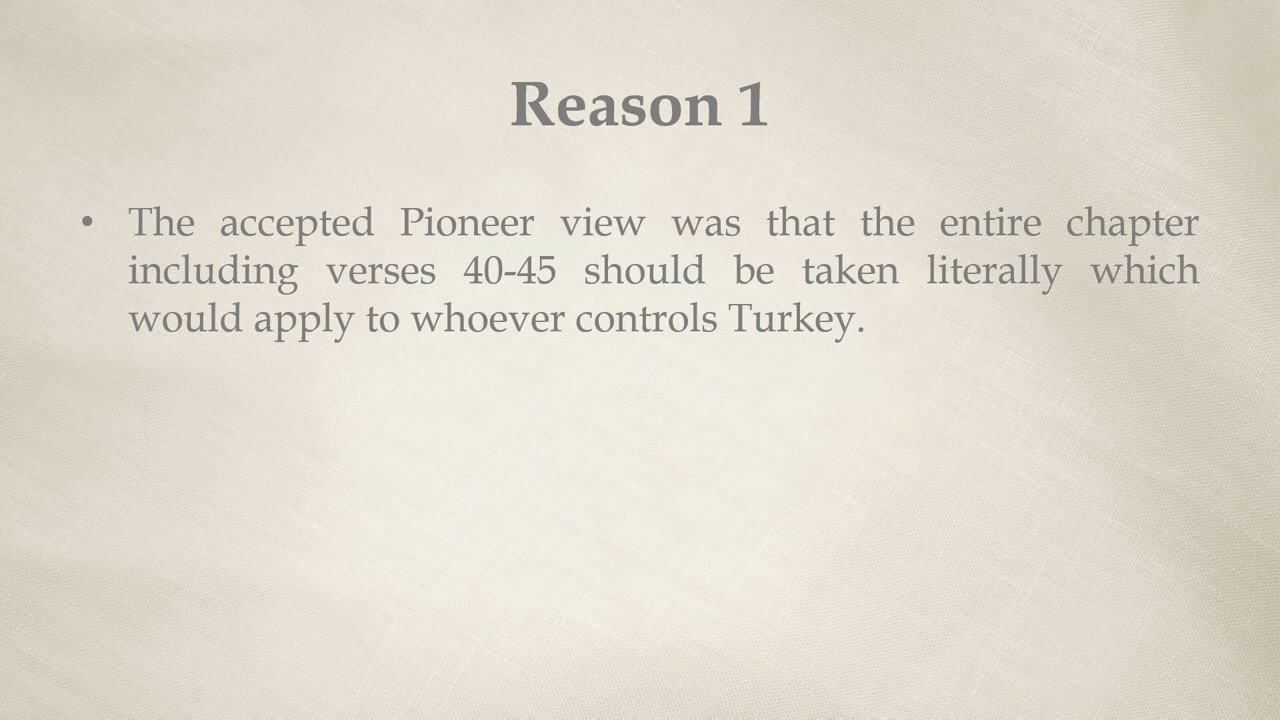 Reason 1
• The accepted Pioneer view was that the entire chapter
including verses 40-45 should be taken literally which
would apply to whoever controls Turkey.